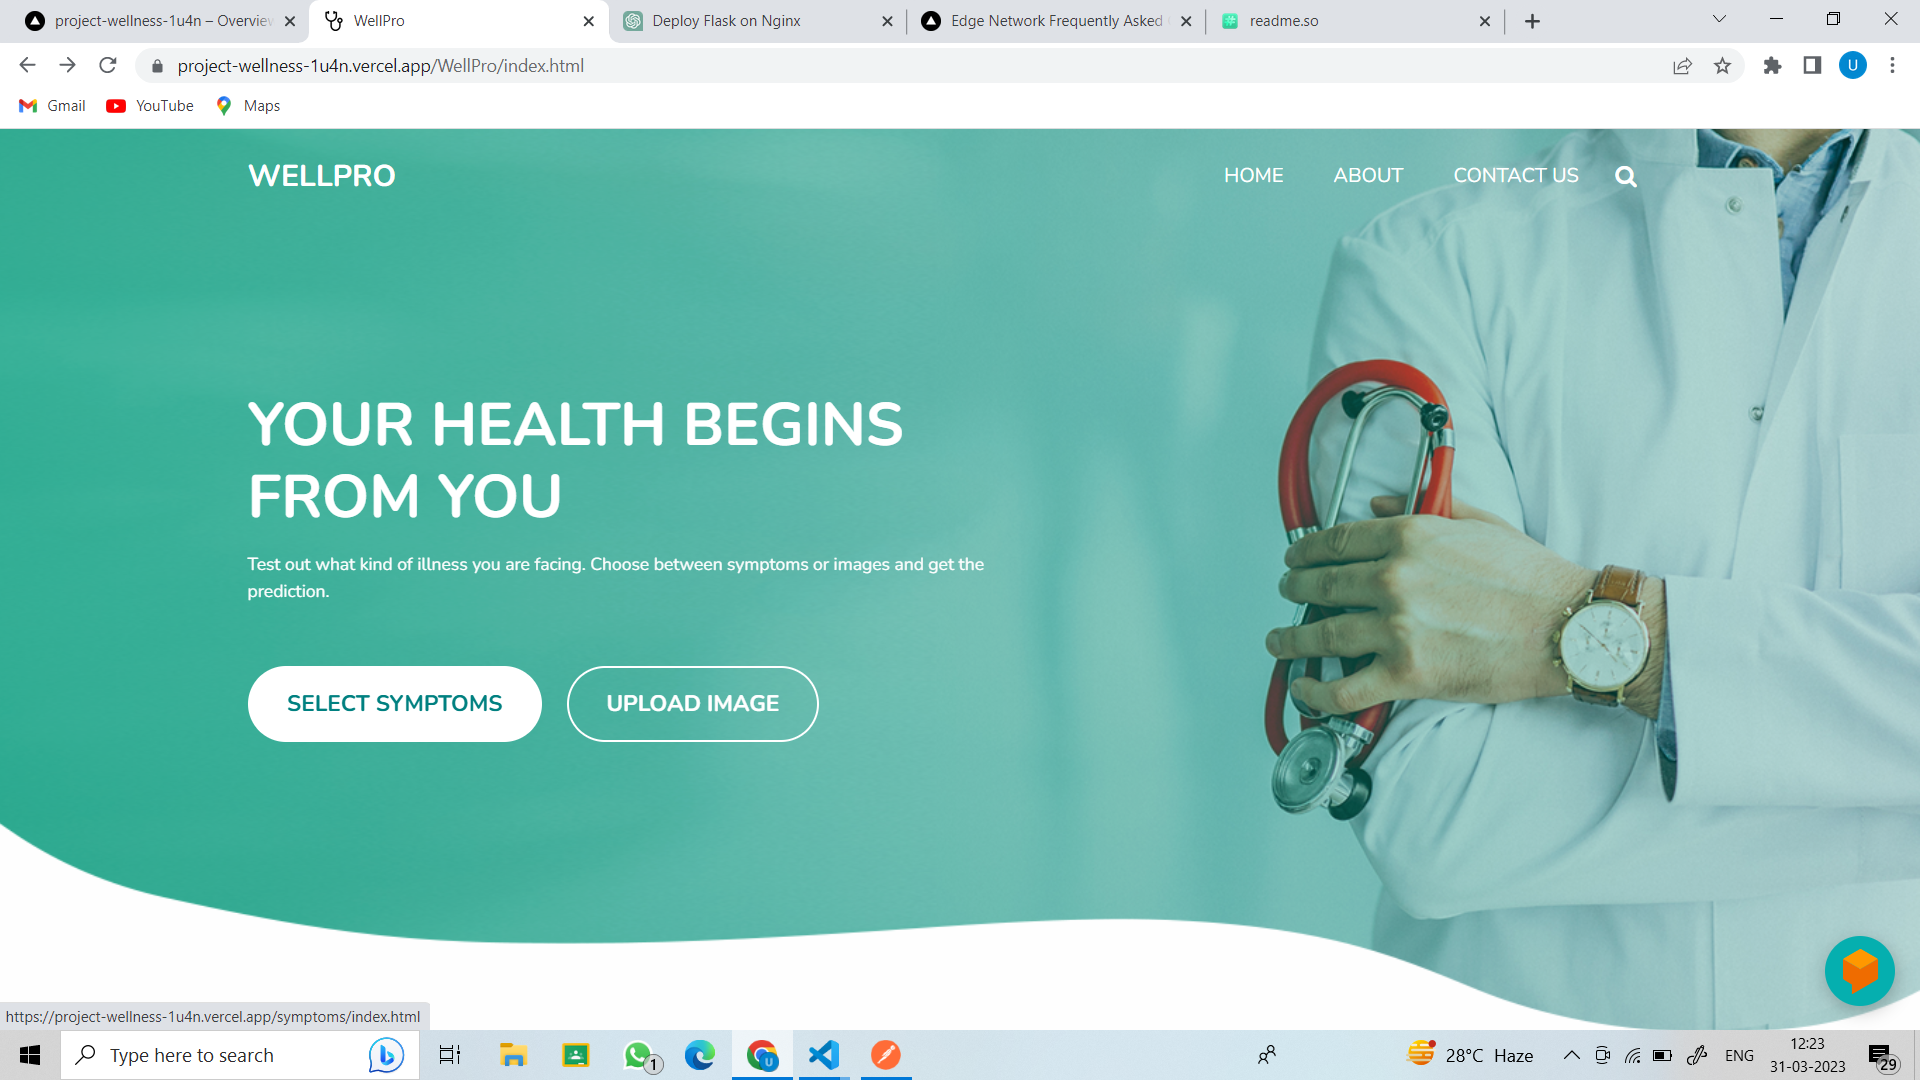 project-wellness-1u4n – Overview
WellPro
Deploy Flask on Nginx
Edge Network Frequently Asked
readme.so
project-wellness-1u4n.vercel.app/WellPro/index.html
U
Gmail
YouTube
Maps
WELLPRO
HOME
ABOUT
CONTACT US
YOUR HEALTH BEGINS
FROM YOU
Test out what kind of illness you are facing. Choose between symptoms or images and get the
prediction.
SELECT SYMPTOMS
UPLOAD IMAGE
https://project-wellness-1u4n.vercel.app/symptoms/index.html
Type here to search
1
U
28°C Haze
ENG
12:23
31-03-2023
29